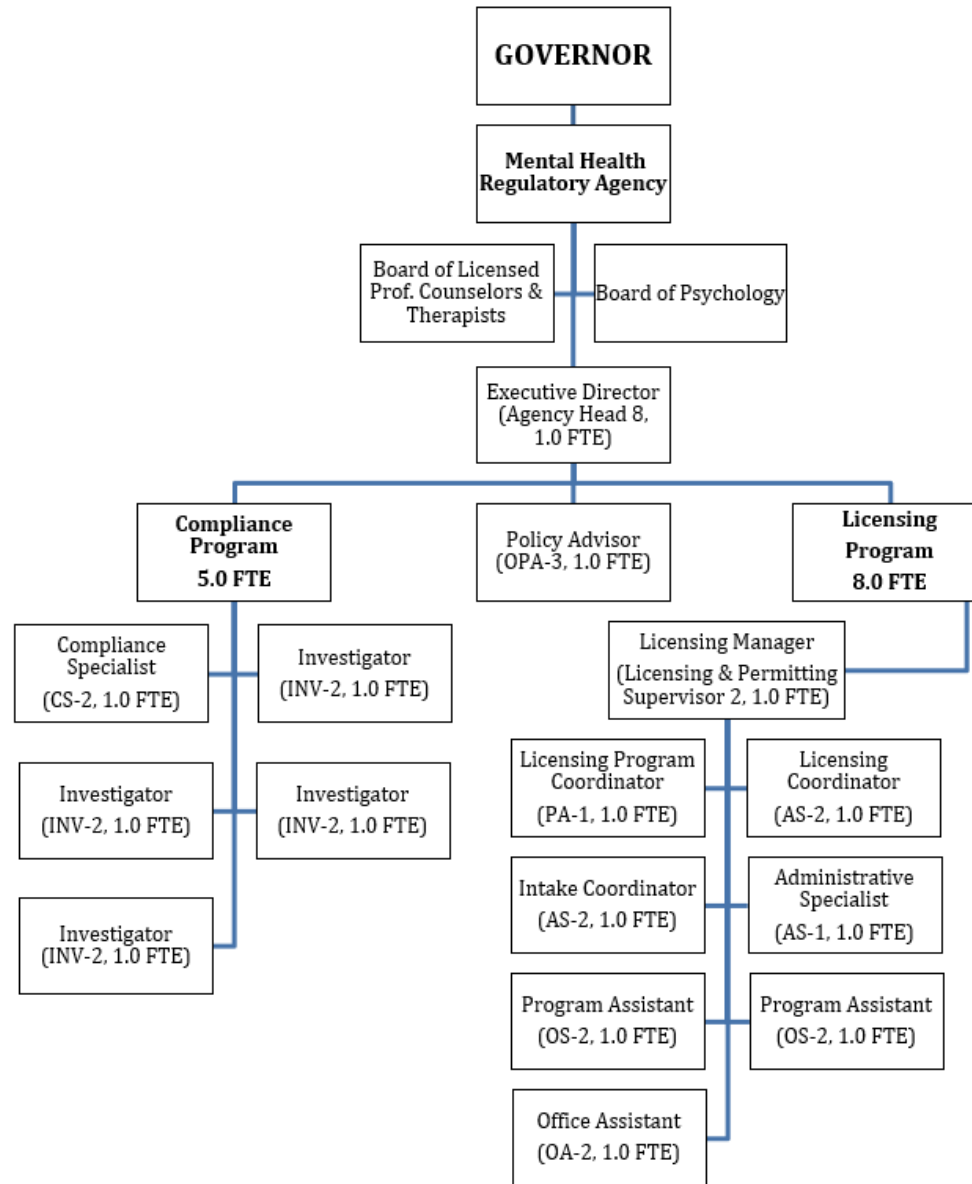 GOVERNOR
Mental Health
Regulatory Agency
Board of Licensed
Prof. Counselors &
Therapists
Board of Psychology
Executive Director
(Agency Head 8,
1.0 FTE)
Compliance
Program
5.0 FTE
Policy Advisor
(OPA-3, 1.0 FTE)
Licensing
Program
8.0 FTE
Compliance
Specialist
(CS-2, 1.0 FTE)
Investigator
(INV-2, 1.0 FTE)
Investigator
(INV-2, 1.0 FTE)
Investigator
(INV-2, 1.0 FTE)
Investigator
(INV-2, 1.0 FTE)
Licensing Manager
(Licensing & Permitting
Supervisor 2, 1.0 FTE)
Licensing Program
Coordinator
(PA-1, 1.0 FTE)
Licensing
Coordinator
(AS-2, 1.0 FTE)
Intake Coordinator
(AS-2, 1.0 FTE)
Administrative
Specialist
(AS-1, 1.0 FTE)
Program Assistant
(OS-2, 1.0 FTE)
Program Assistant
(OS-2, 1.0 FTE)
Office Assistant
(OA-2, 1.0 FTE)